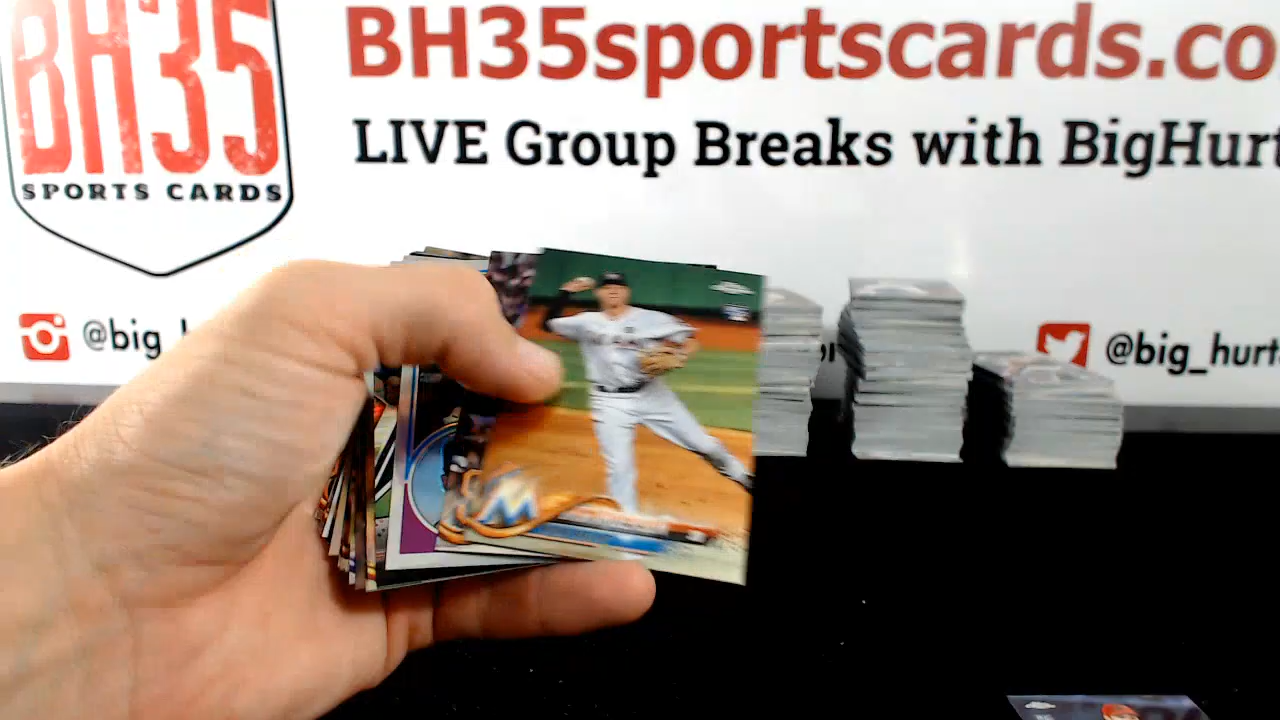 BH35
SPORTS CARDS
BH35sportscards.co
LIVE Group Breaks with BigHurt
@big_h
@big_hurt